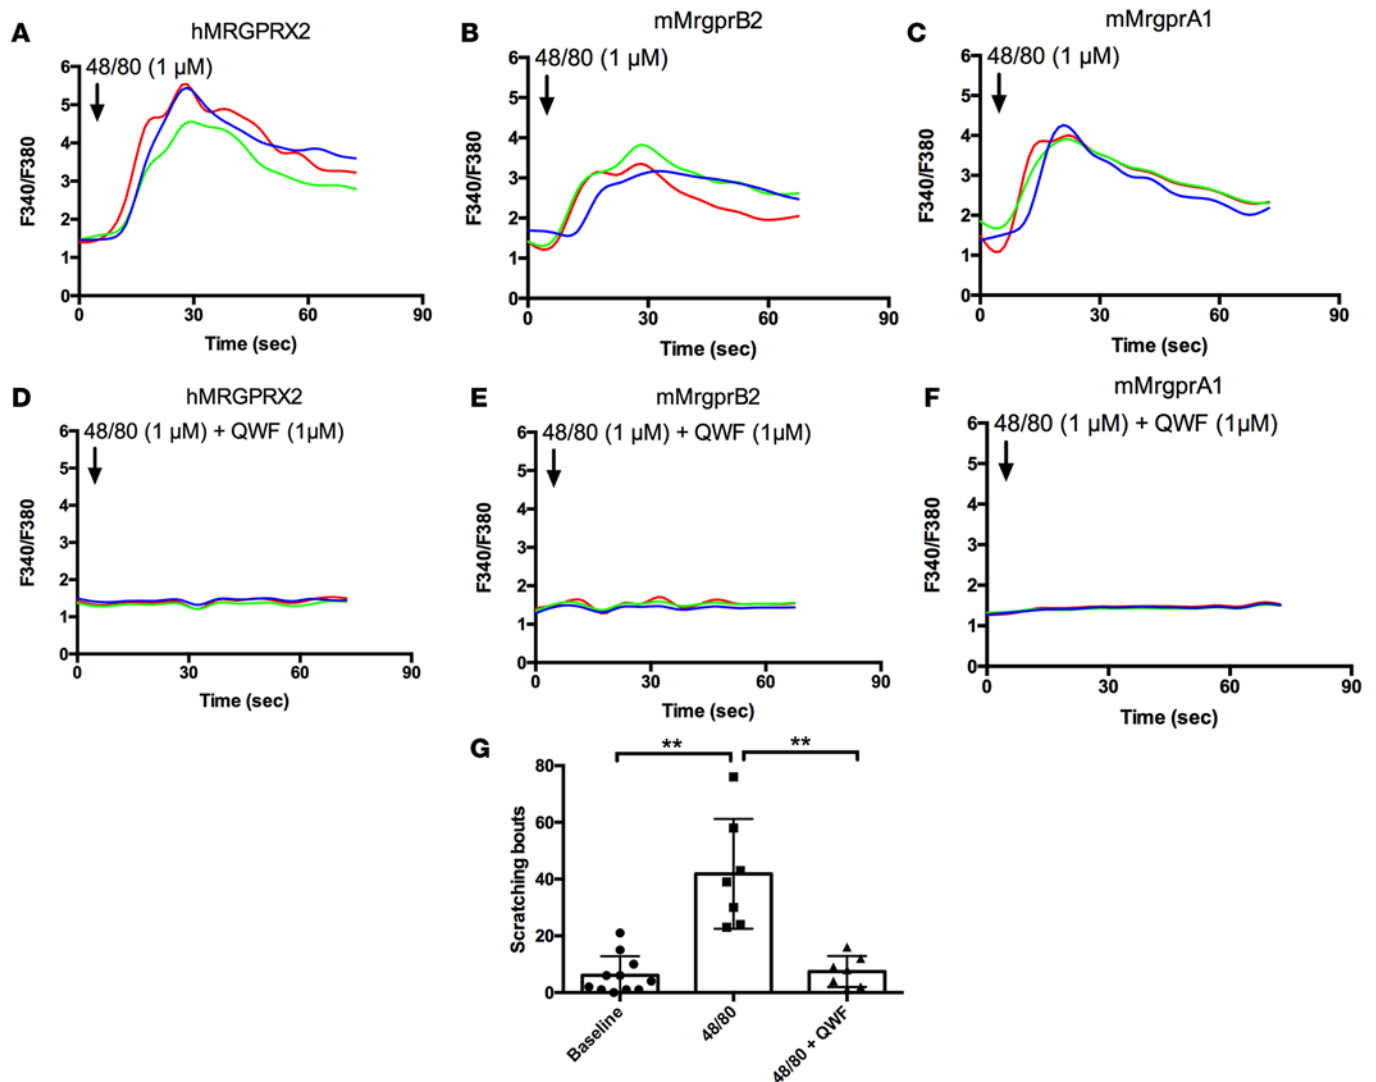 A
hMRGPRX2
48/80 (1 µM)
F340/F380
6
5
4
3
2
1
0
0 30 60 90
Time (sec)
B
mMrgprB2
48/80 (1 µM)
F340/F380
6
5
4
3
2
1
0
0 30 60 90
Time (sec)
C
mMrgprA1
48/80 (1 µM)
F340/F380
6
5
4
3
2
1
0
0 30 60 90
Time (sec)
D
hMRGPRX2
48/80 (1 µM) + QWF (1µM)
F340/F380
6
5
4
3
2
1
0
0 30 60 90
Time (sec)
E
mMrgprB2
48/80 (1 µM) + QWF (1µM)
F340/F380
6
5
4
3
2
1
0
0 30 60 90
Time (sec)
F
mMrgprA1
48/80 (1 µM) + QWF (1µM)
F340/F380
6
5
4
3
2
1
0
0 30 60 90
Time (sec)
G
** **
Scratching bouts
80
60
40
20
0
Baseline
48/80
48/80 + QWF